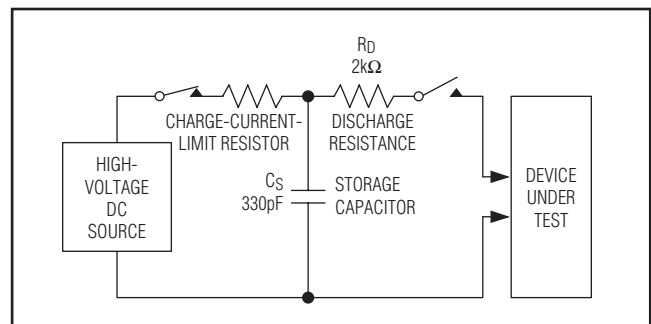 RD
2kΩ
CHARGE-CURRENT-
LIMIT RESISTOR
DISCHARGE
RESISTANCE
HIGH-
VOLTAGE
DC
SOURCE
CS
330pF
STORAGE
CAPACITOR
DEVICE
UNDER
TEST